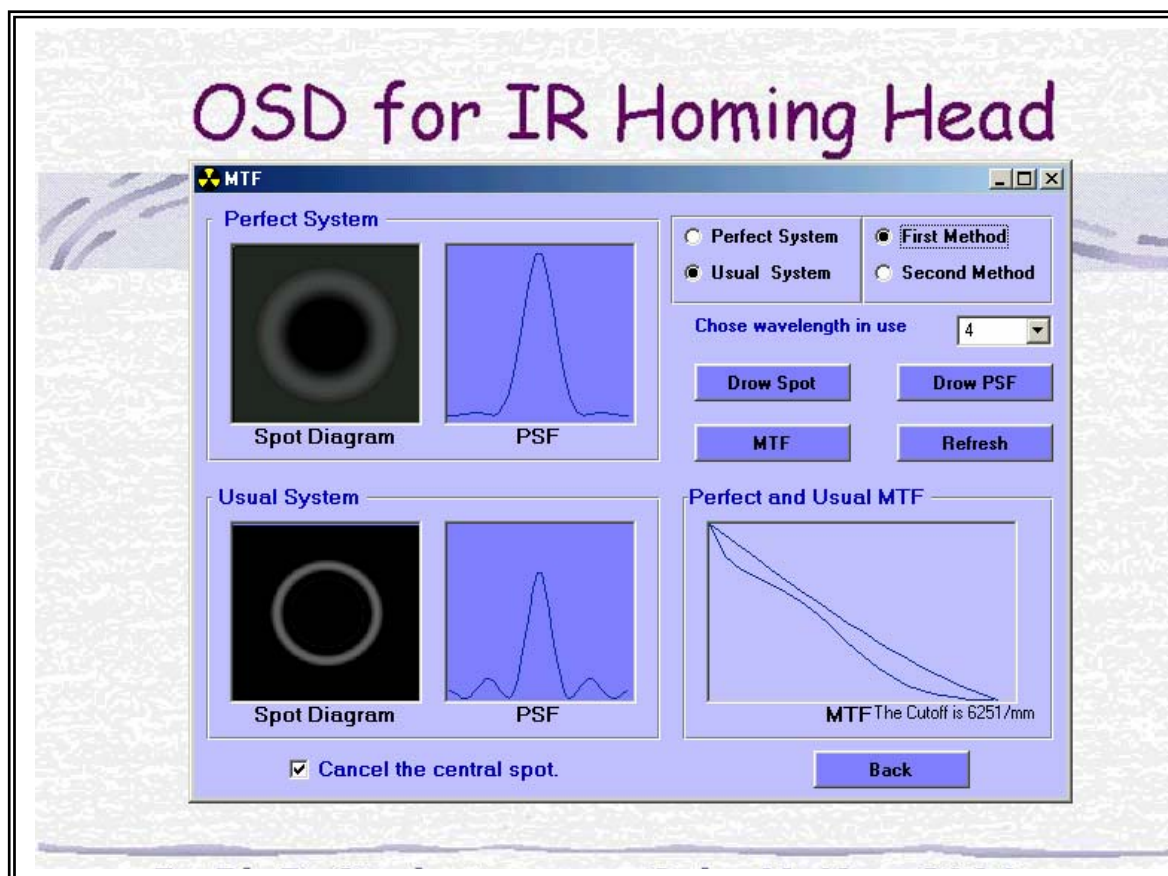 OSD for IR Homing Head
MTF
Perfect System
Spot Diagram
PSF
Perfect System
Usual System
First Method
Second Method
Chose wavelength in use
4
Drow Spot
Drow PSF
MTF
Refresh
Usual System
Spot Diagram
PSF
Perfect and Usual MTF
MTF The Cutoff is 6251/mm
Cancel the central spot.
Back